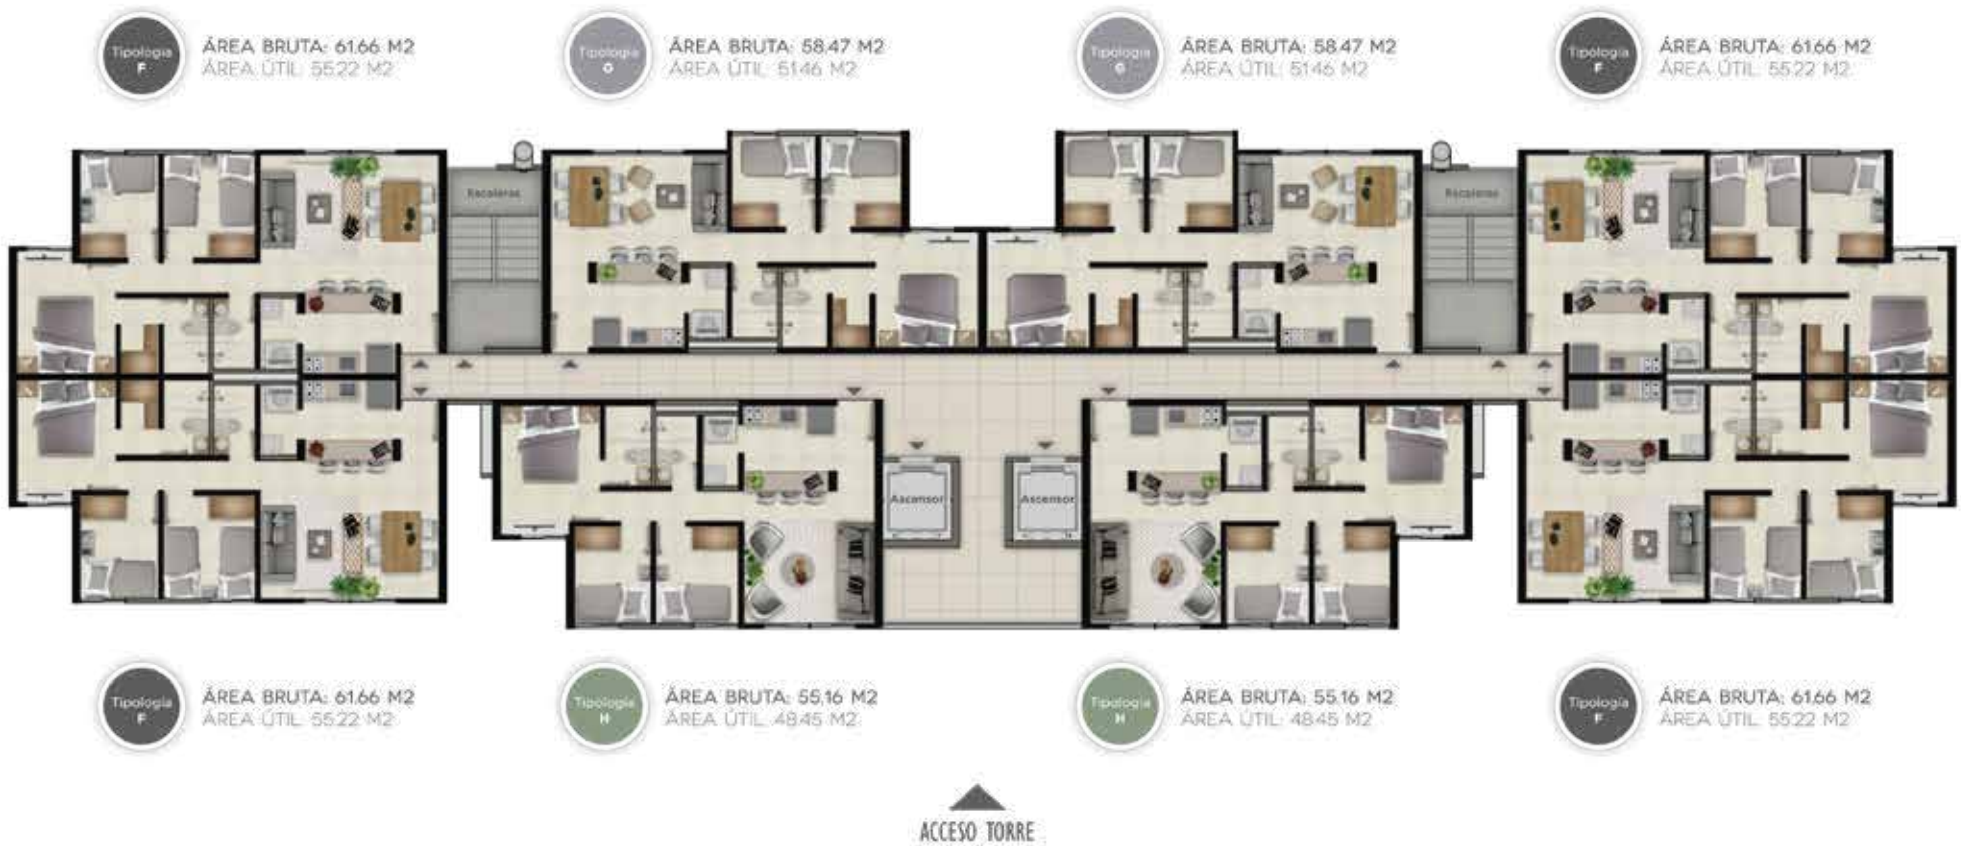 Tipología
F
ÁREA BRUTA: 61.66 M2
ÁREA ÚTIL: 55.22 M2
Tipología
G
ÁREA BRUTA: 58.47 M2
ÁREA ÚTIL: 51.46 M2
Tipología
G
ÁREA BRUTA: 58.47 M2
ÁREA ÚTIL: 51.46 M2
Tipología
F
ÁREA BRUTA: 61.66 M2
ÁREA ÚTIL: 55.22 M2
Escaleras
Escaleras
Ascensor
Ascensor
Tipología
F
ÁREA BRUTA: 61.66 M2
ÁREA ÚTIL: 55.22 M2
Tipología
H
ÁREA BRUTA: 55.16 M2
ÁREA ÚTIL: 48.45 M2
Tipología
H
ÁREA BRUTA: 55.16 M2
ÁREA ÚTIL: 48.45 M2
Tipología
F
ÁREA BRUTA: 61.66 M2
ÁREA ÚTIL: 55.22 M2
ACCESO TORRE